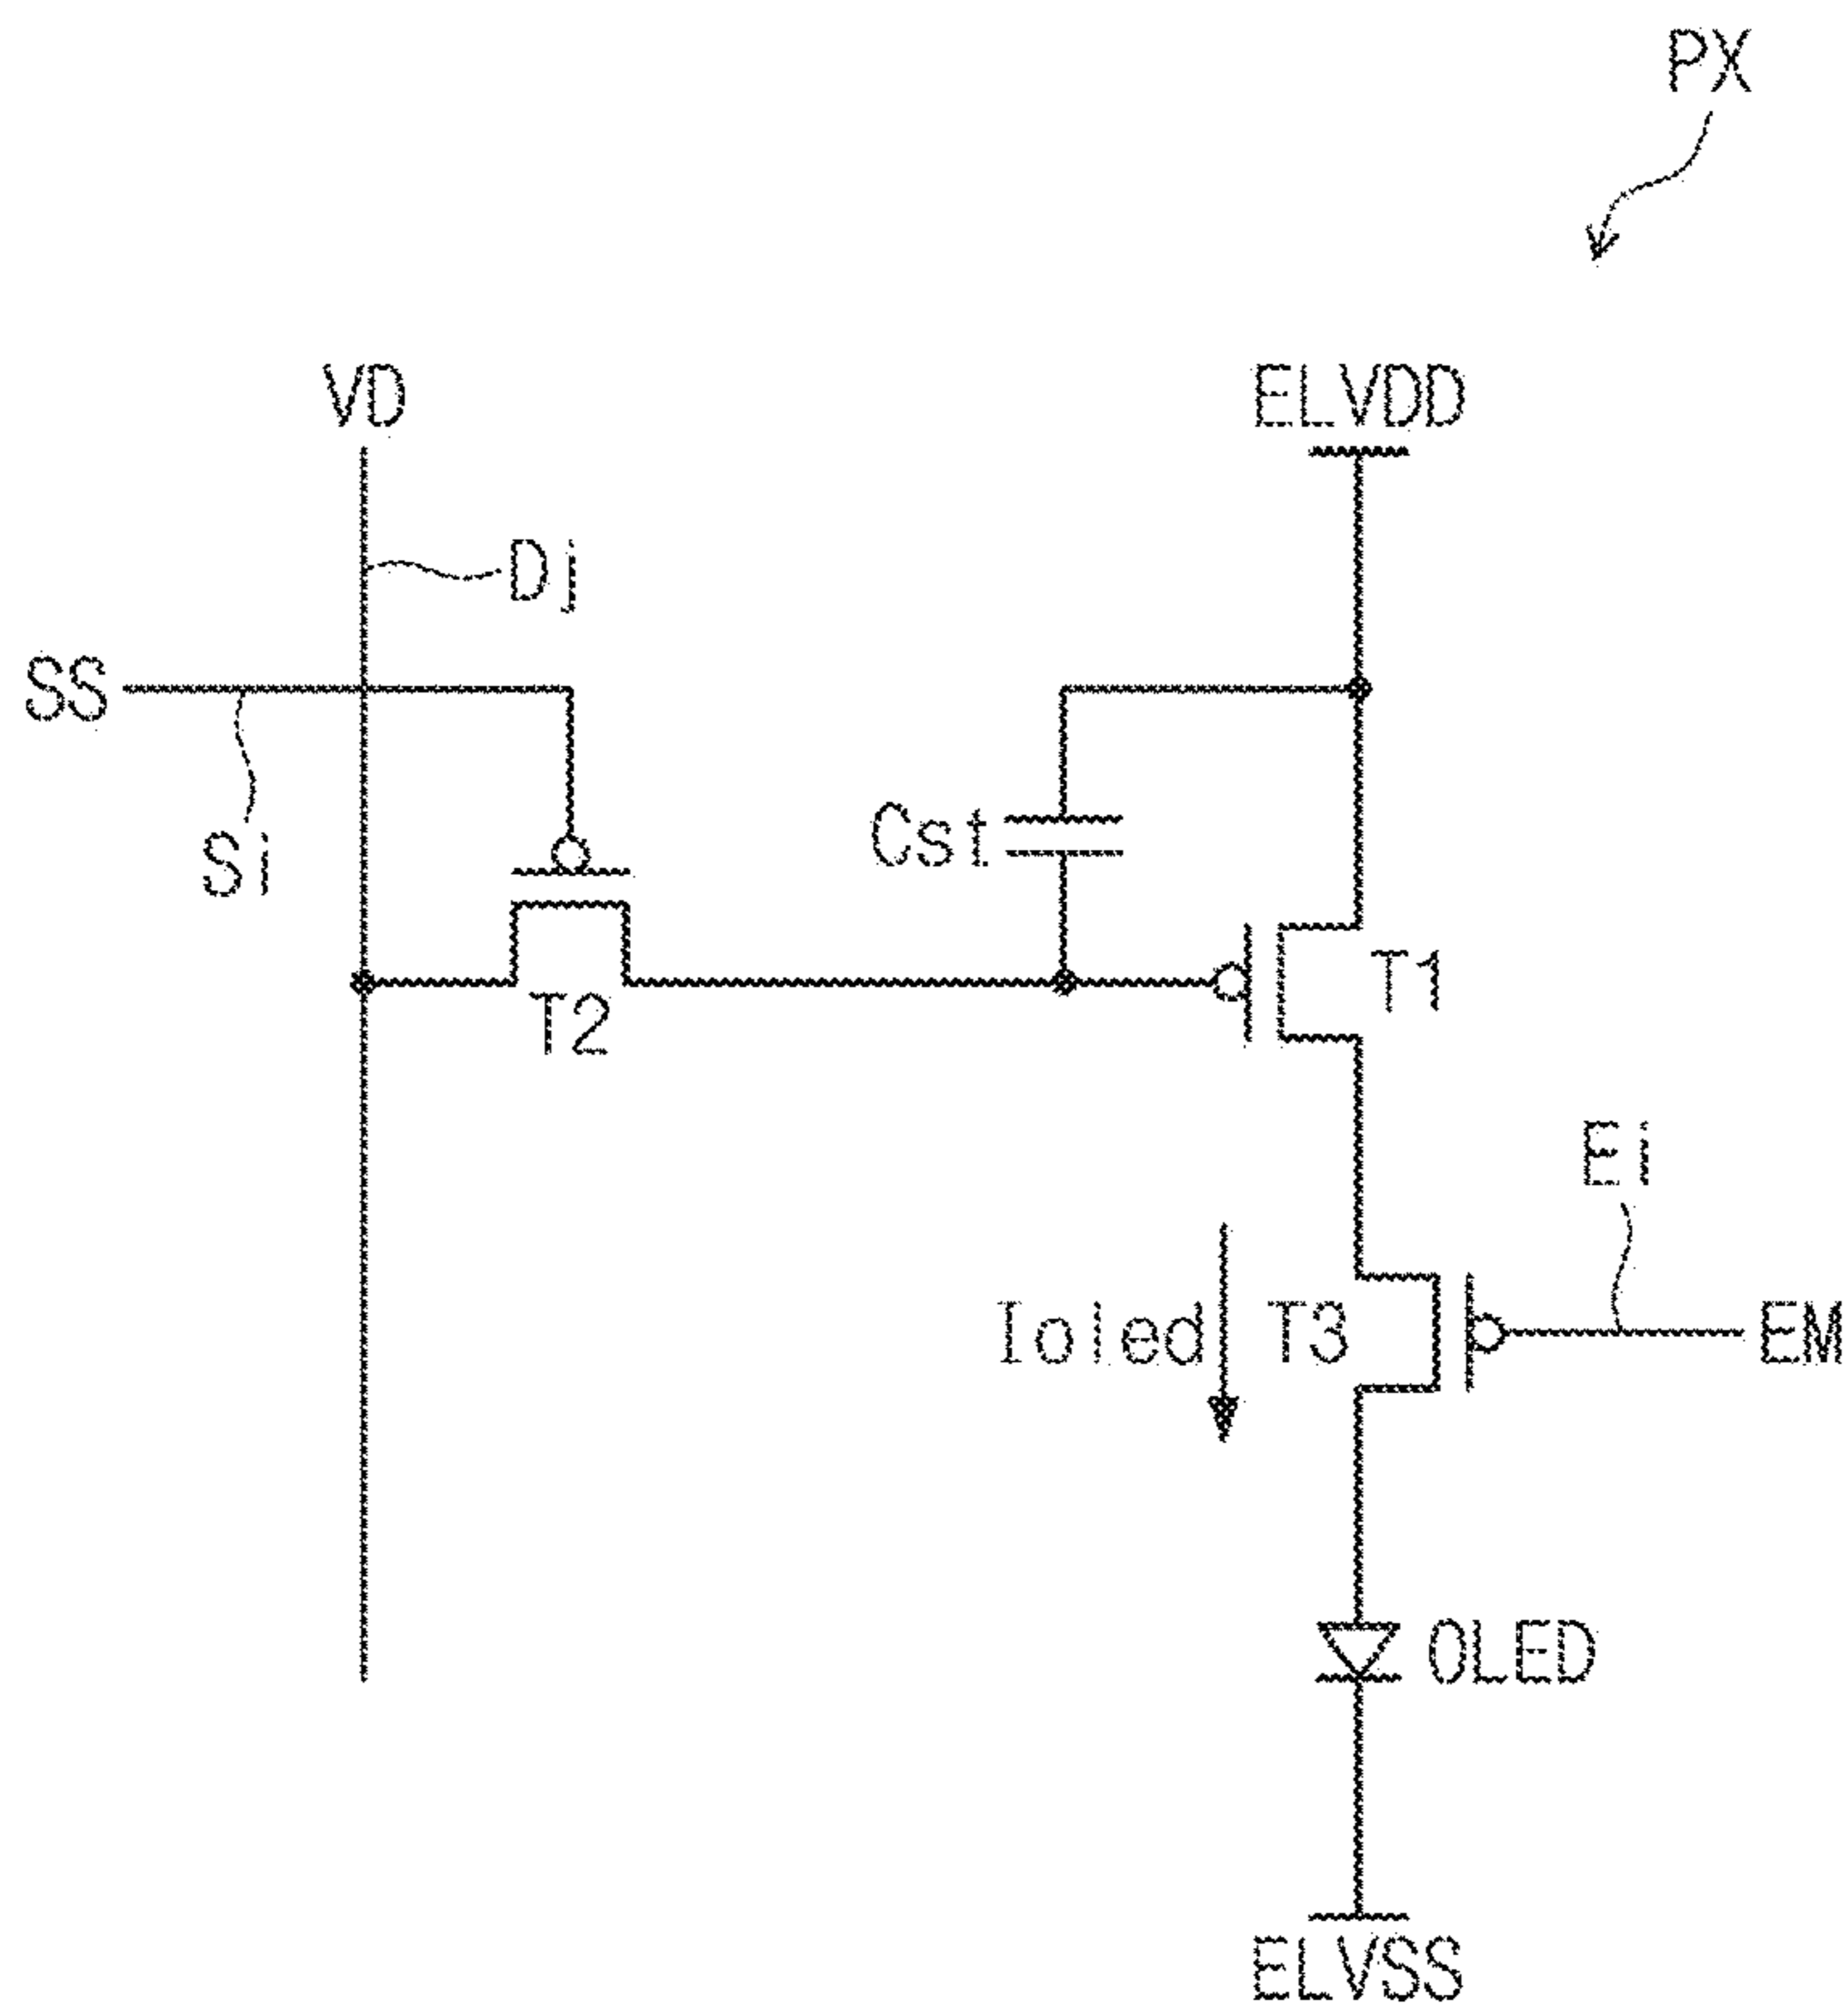 PX
VD
ELVDD
Dj
SS
Si
Cst
T1
T2
Ei
Ioled
T3
EM
OLED
ELVSS